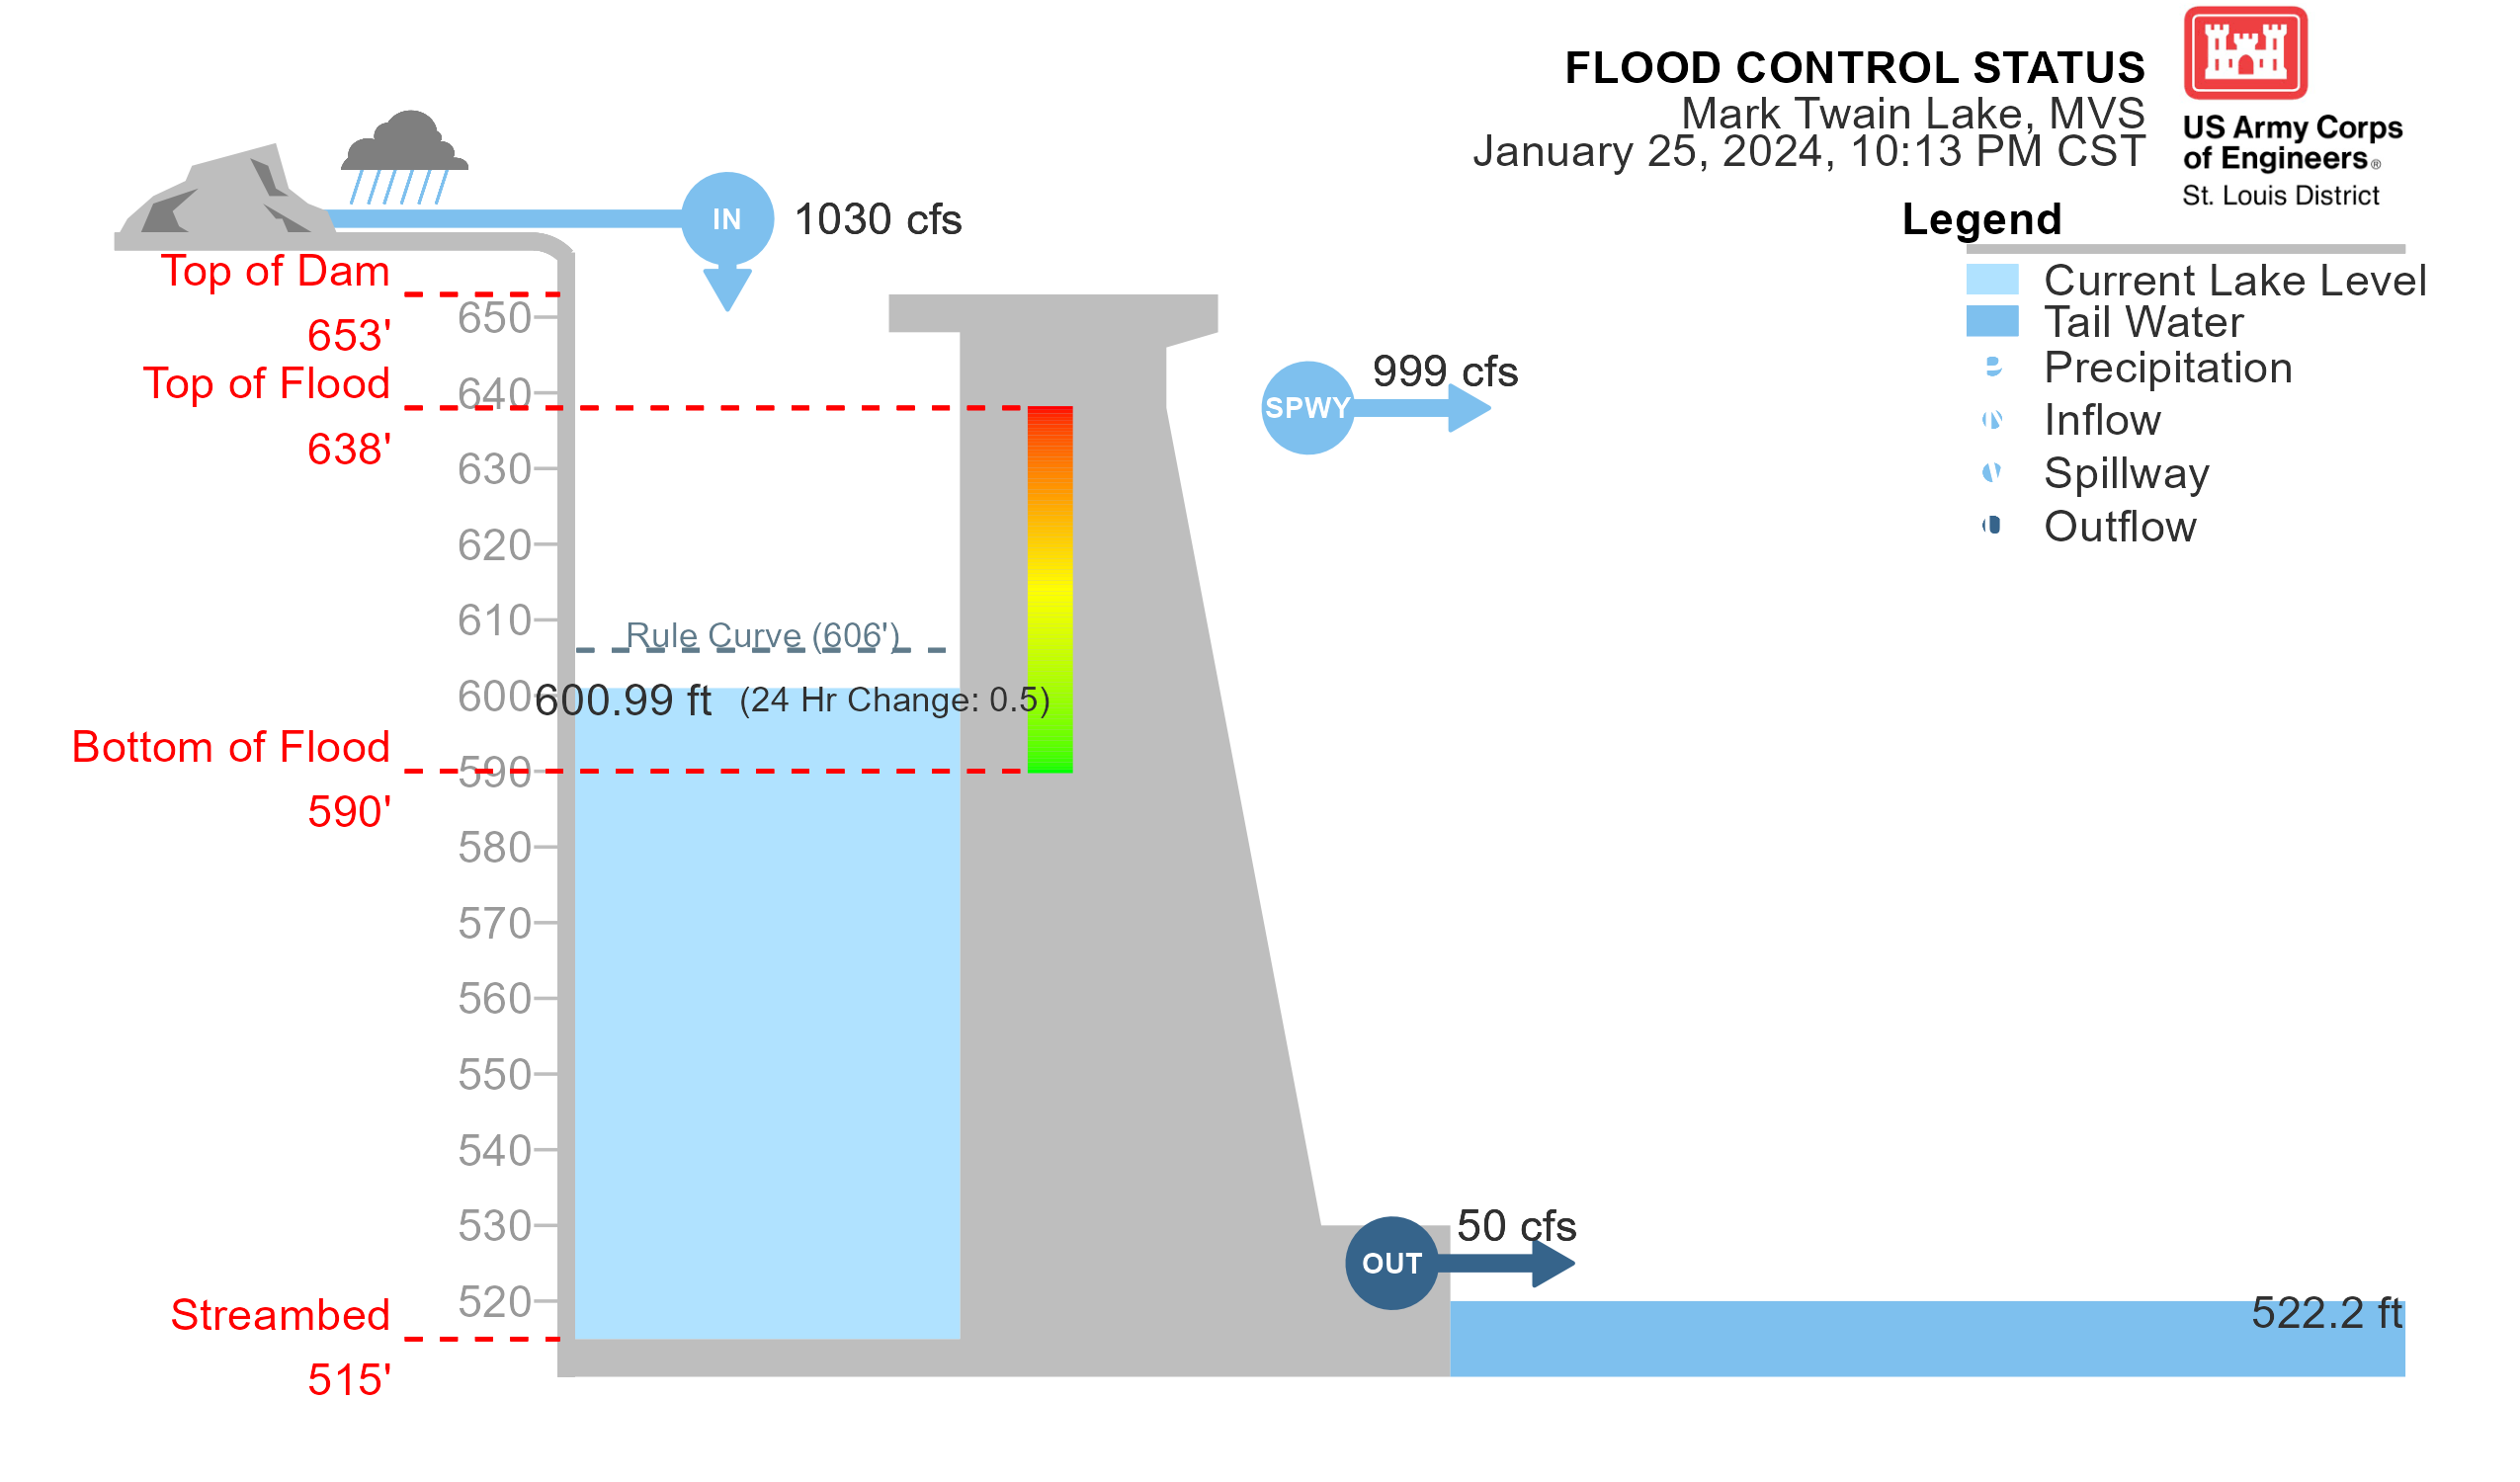 FLOOD CONTROL STATUS
Mark Twain Lake, MVS
January 25, 2024, 10:13 PM CST
US Army Corps
of Engineers®
St. Louis District
Legend
Current Lake Level
Tail Water
Precipitation
Inflow
Spillway
Outflow
IN
1030 cfs
Top of Dam
653'
Top of Flood
638'
Bottom of Flood
590'
Streambed
515'
650
640
630
620
610
600
590
580
570
560
550
540
530
520
SPWY
999 cfs
Rule Curve (606')
600.99 ft (24 Hr Change: 0.5)
OUT
50 cfs
522.2 ft